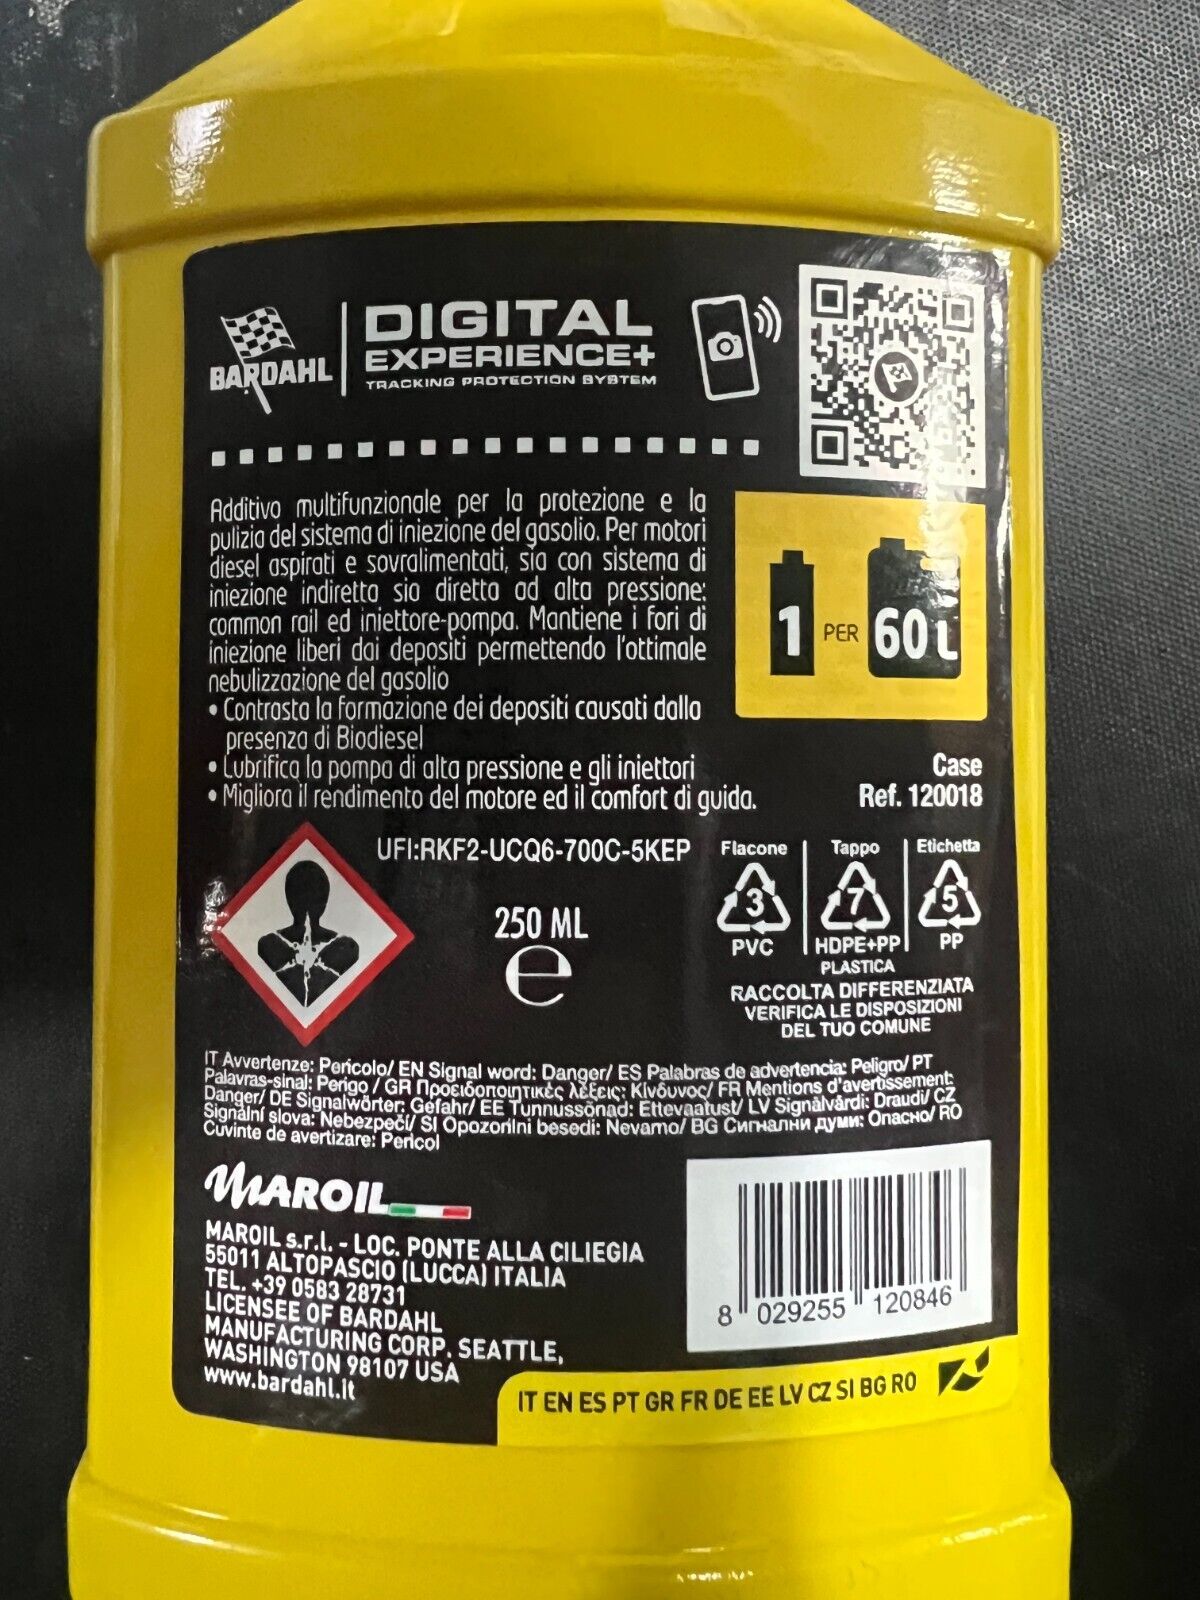 BARDAHL
DIGITAL
EXPERIENCE+
TRACKING PROTECTION SYSTEM
Additivo multifunzionale per la protezione e la
pulizia del sistema di iniezione del gasolio. Per motori
diesel aspirati e sovralimentati, sia con sistema di
iniezione indiretta sia diretta ad alta pressione:
common rail ed iniettore-pompa. Mantiene i fori di
iniezione liberi dai depositi permettendo l'ottimale
nebulizzazione del gasolio
• Contrasta la formazione dei depositi causati dalla
presenza di Biodiesel
• Lubrifica la pompa di alta pressione e gli iniettori
• Migliora il rendimento del motore ed il comfort di guida.
1 PER 60 L
Case
Ref. 120018
UFI:RKF2-UCQ6-700C-5KEP
250 ML
e
Flacone Tappo Etichetta
3 7 5
PVC HDPE+PP PP
PLASTICA
RACCOLTA DIFFERENZIATA
VERIFICA LE DISPOSIZIONI
DEL TUO COMUNE
IT Avvertenze: Pericolo/ EN Signal word: Danger/ ES Palabras de advertencia: Peligro/ PT
Palavras-sinal: Perigo / GR Προειδοποιητικές λέξεις: Κίνδυνος/ FR Mentions d'avertissement:
Danger/ DE Signalwörter: Gefahr/ EE Tunnussõnad: Ettevaatust/ LV Signālvārdi: Draudi/ CZ
Signální slova: Nebezpečí/ SI Opozorilni besedi: Nevarno/ BG Сигнални думи: Опасно/ RO
Cuvinte de avertizare: Pericol
MAROIL
MAROIL s.r.l. - LOC. PONTE ALLA CILIEGIA
55011 ALTOPASCIO (LUCCA) ITALIA
TEL. +39 0583 28731
LICENSEE OF BARDAHL
MANUFACTURING CORP. SEATTLE,
WASHINGTON 98107 USA
www.bardahl.it
8 029255 120846
IT EN ES PT GR FR DE EE LV CZ SI BG RO